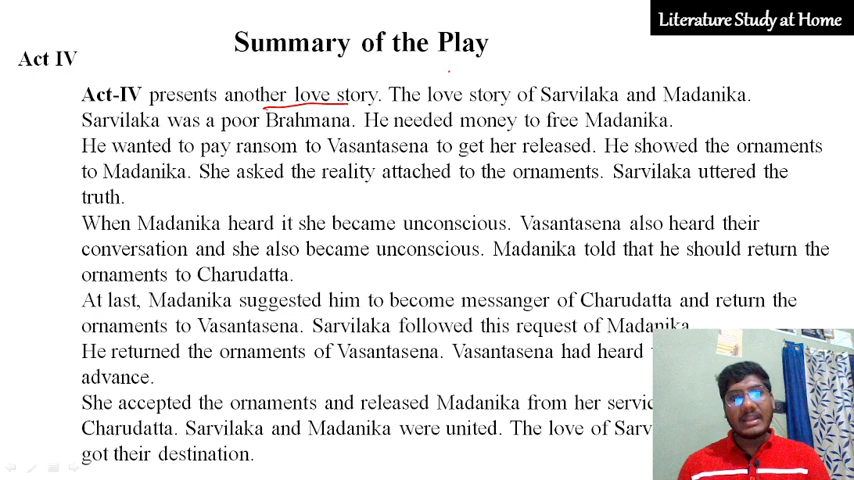 Literature Study at Home
Summary of the Play
Act IV
Act-IV presents another love story. The love story of Sarvilaka and Madanika.
Sarvilaka was a poor Brahmana. He needed money to free Madanika.
He wanted to pay ransom to Vasantasena to get her released. He showed the ornaments
to Madanika. She asked the reality attached to the ornaments. Sarvilaka uttered the
truth.
When Madanika heard it she became unconscious. Vasantasena also heard their
conversation and she also became unconscious. Madanika told that he should return the
ornaments to Charudatta.
At last, Madanika suggested him to become messanger of Charudatta and return the
ornaments to Vasantasena. Sarvilaka followed this request of Madanika.
He returned the ornaments of Vasantasena. Vasantasena had heard
advance.
She accepted the ornaments and released Madanika from her
Charudatta. Sarvilaka and Madanika were united. The love of
got their destination.